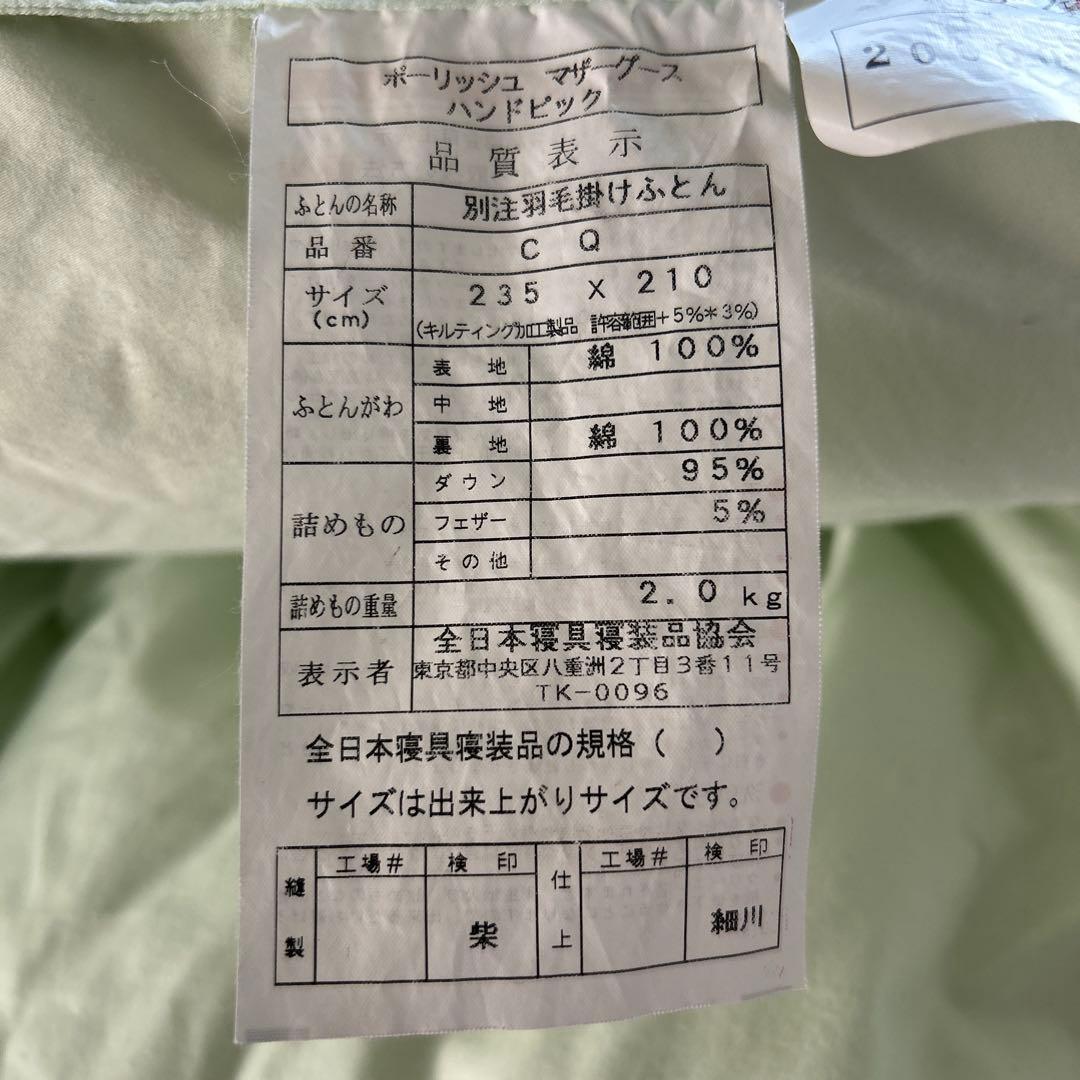 ポーリッシュ マザーグース
ハンドピック
品質表示
ふとんの名称 別注羽毛掛けふとん
品番 CQ
サイズ(cm) 235 X 210
(キルティング加工製品 許容範囲+5%*3%)
ふとんがわ 表地 綿 100%
中地
裏地 綿 100%
詰めもの ダウン 95%
フェザー 5%
その他
詰めもの重量 2.0 kg
表示者 全日本寝具寝装品協会
東京都中央区八重洲2丁目3番11号
TK-0096
全日本寝具寝装品の規格( )
サイズは出来上がりサイズです。
縫製 工場# 検印 仕上 工場# 検印
柴 細川